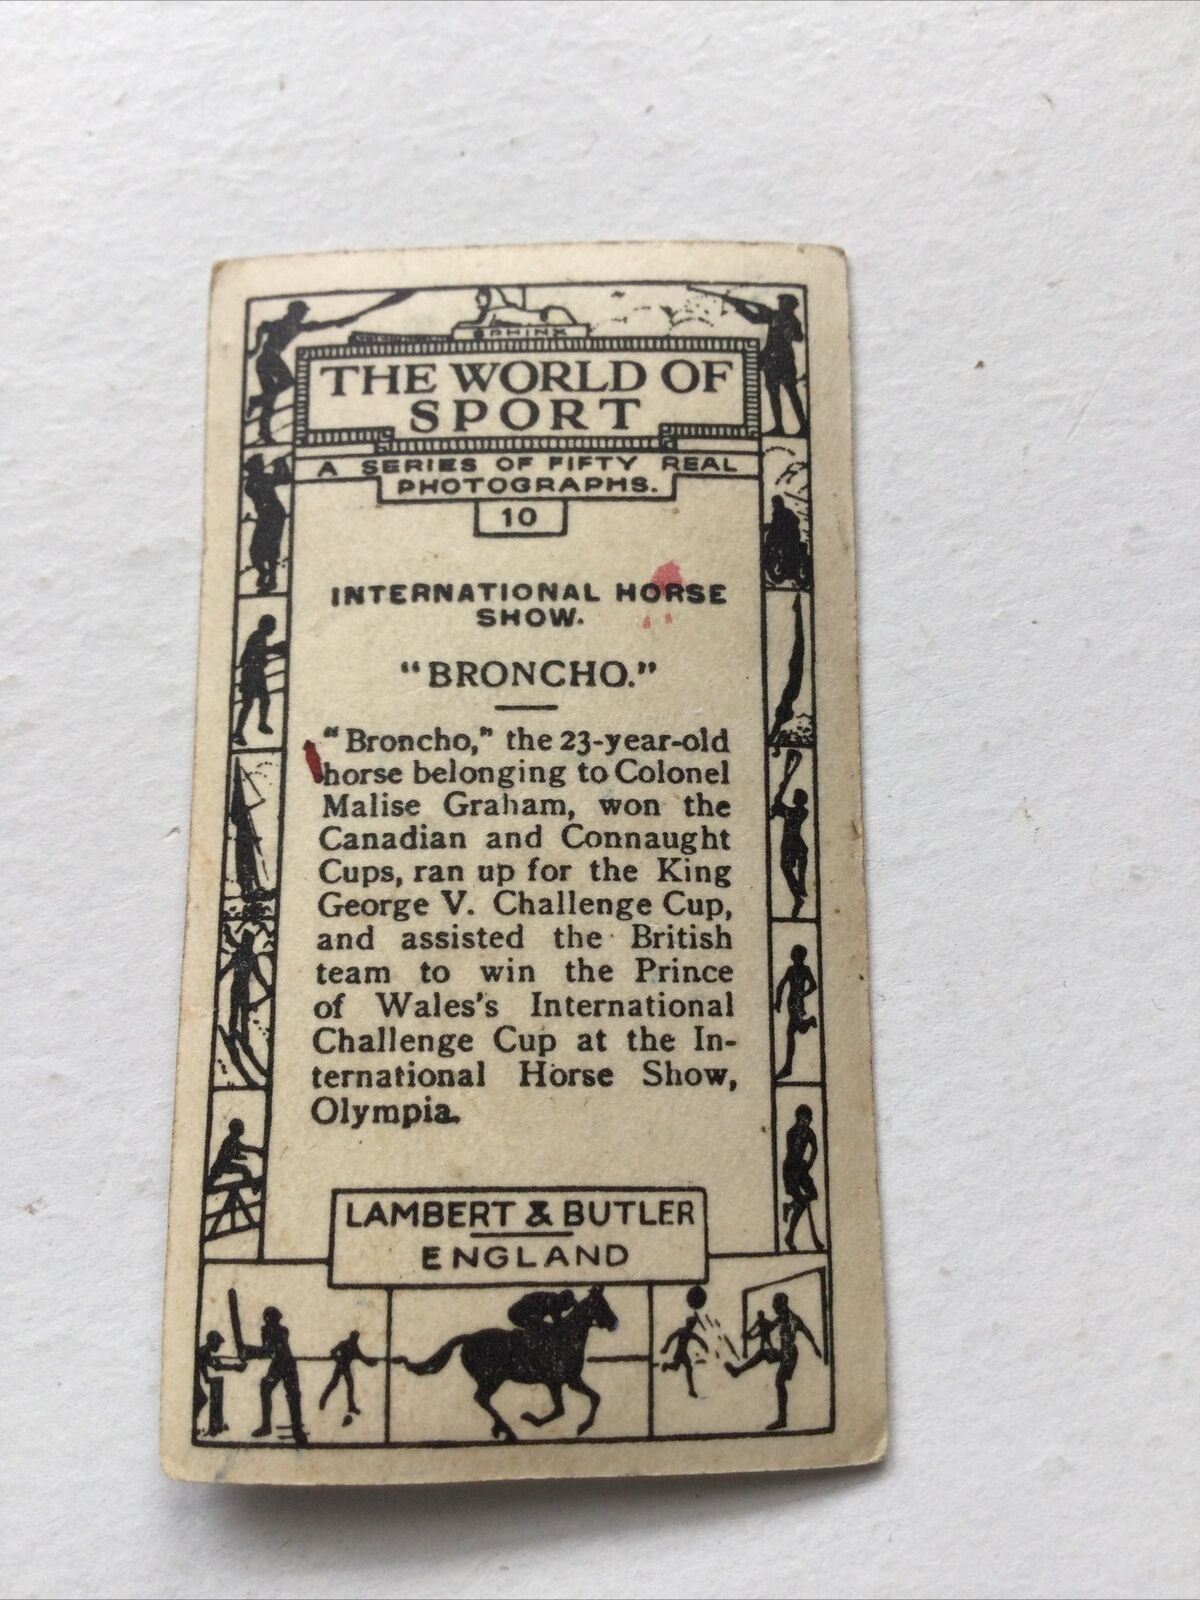 SPHINX
THE WORLD OF
SPORT
A SERIES OF FIFTY REAL
PHOTOGRAPHS.
10
INTERNATIONAL HORSE
SHOW.
"BRONCHO."
"Broncho," the 23-year-old
horse belonging to Colonel
Malise Graham, won the
Canadian and Connaught
Cups, ran up for the King
George V. Challenge Cup,
and assisted the British
team to win the Prince
of Wales's International
Challenge Cup at the In-
ternational Horse Show,
Olympia.
LAMBERT & BUTLER
ENGLAND